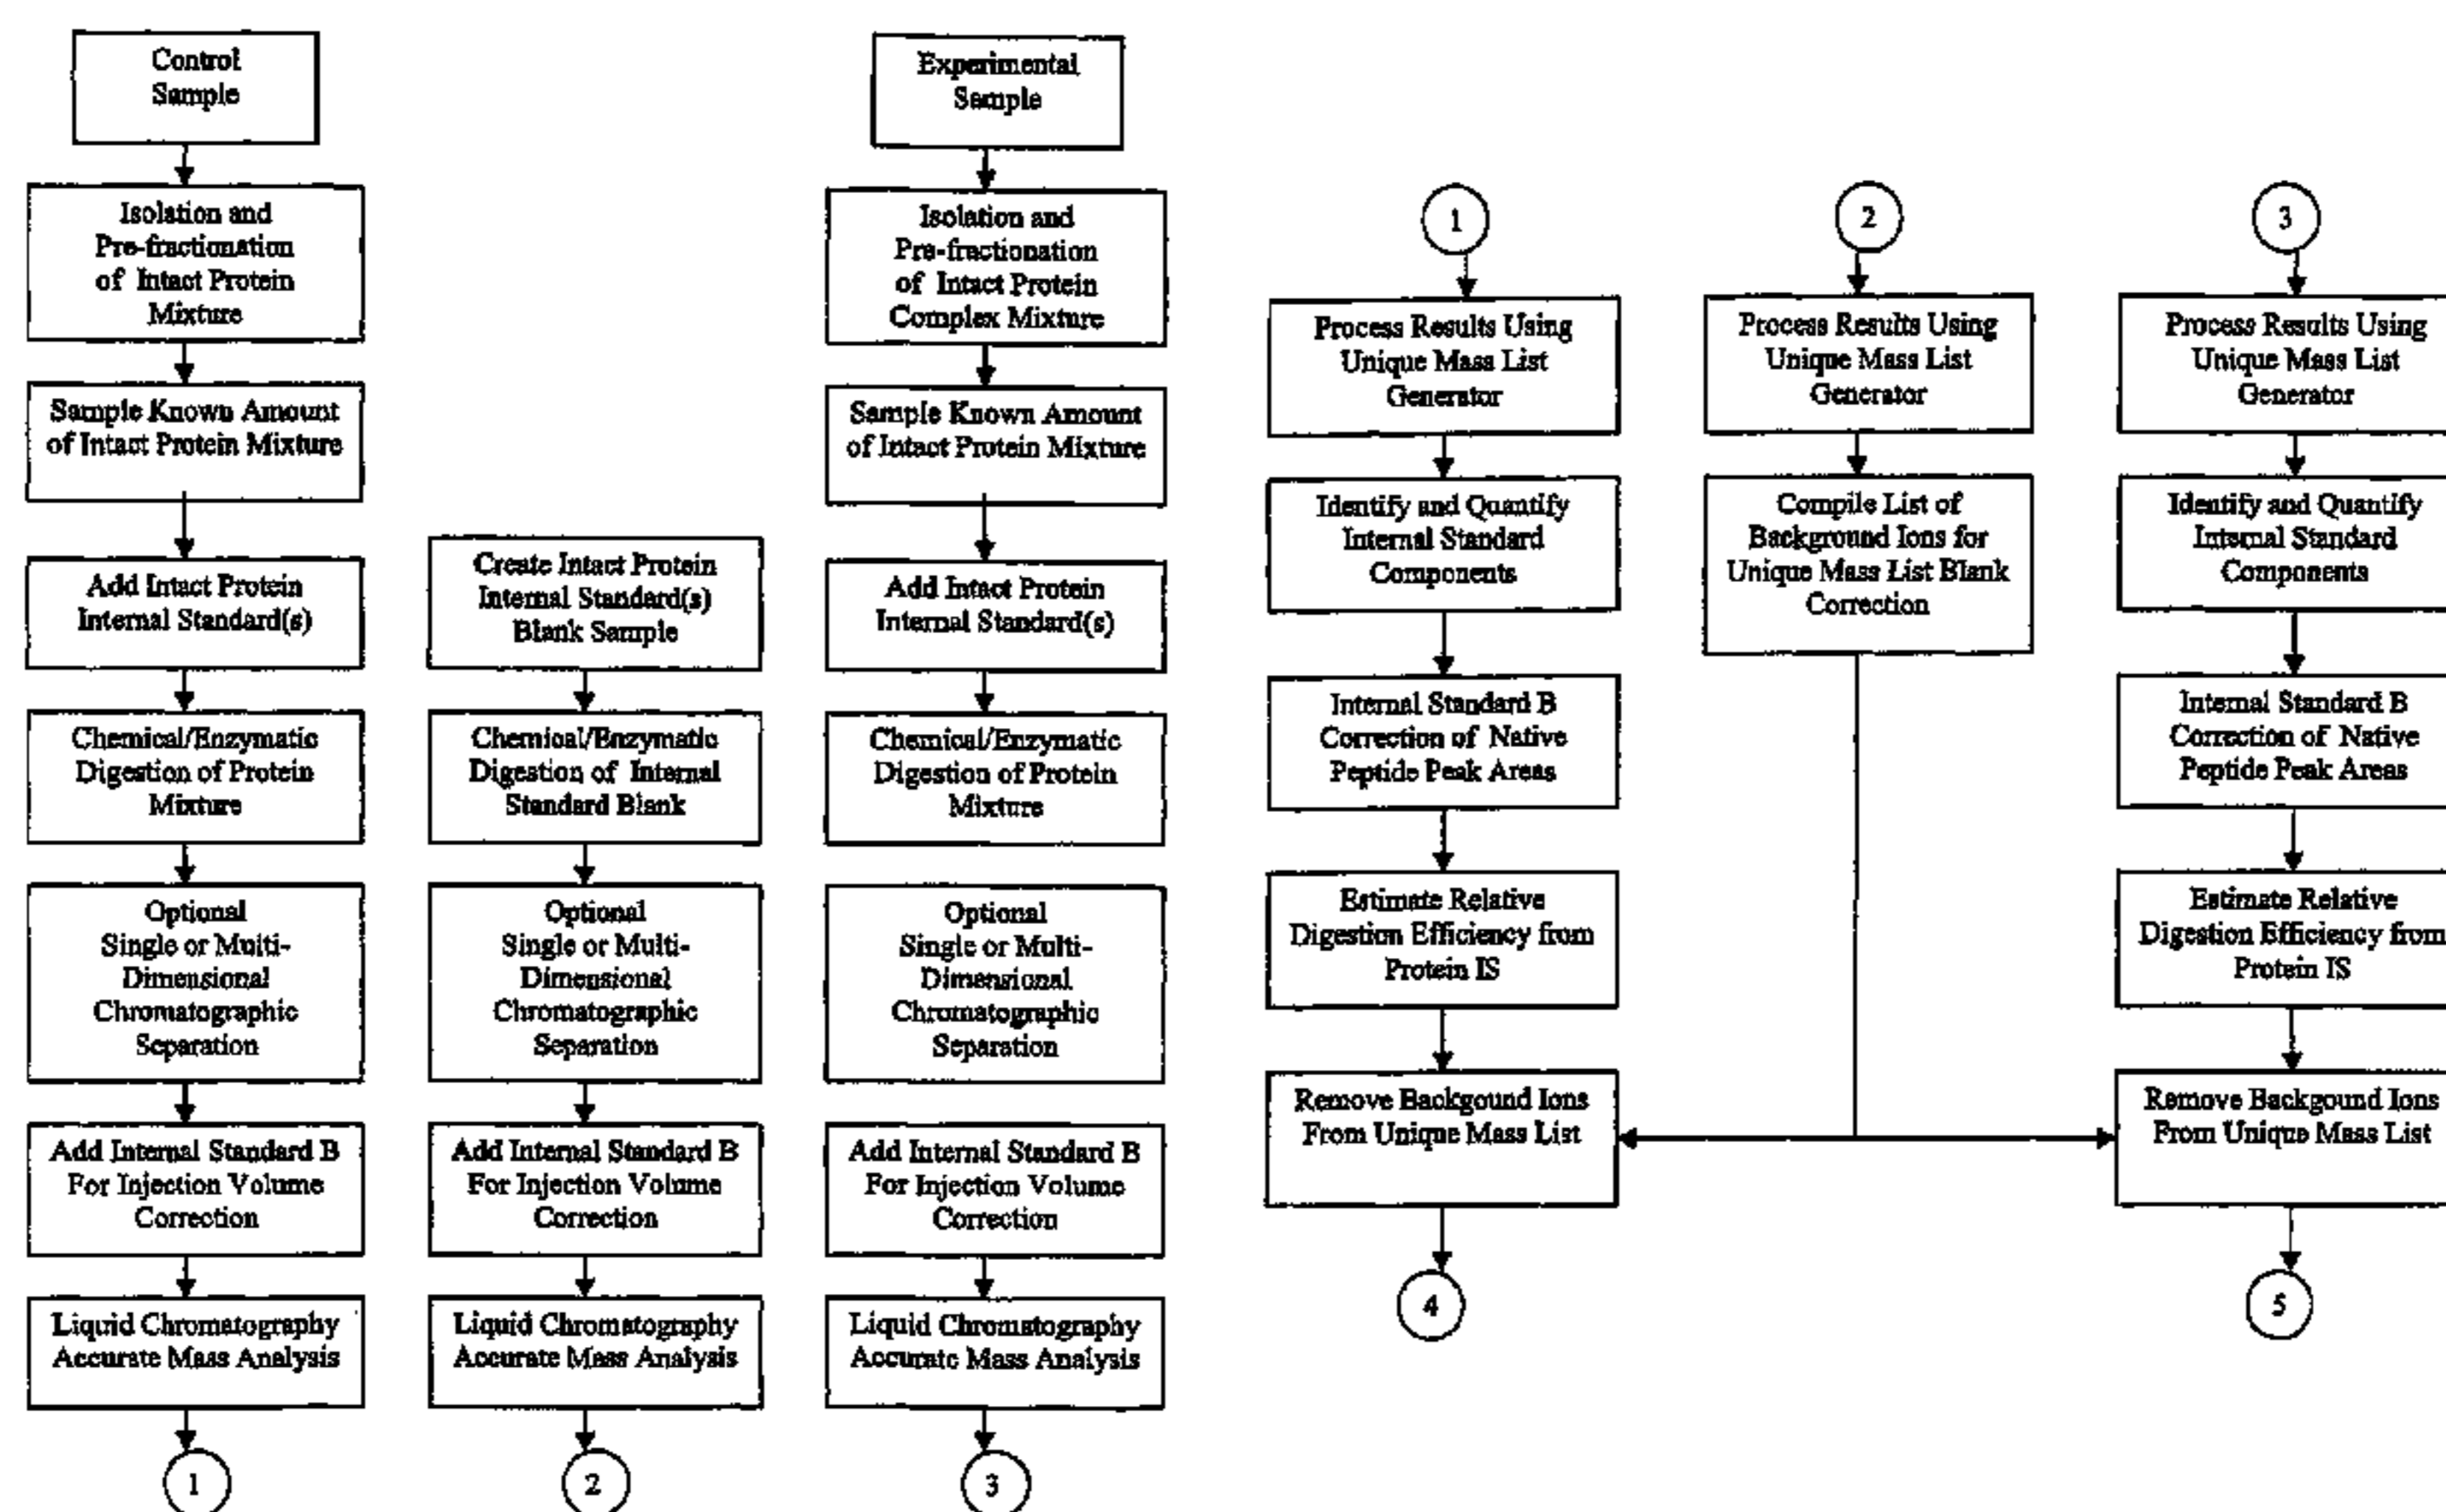 Control
Sample
Isolation and
Pre-fractionation
of Intact Protein
Mixture
Sample Known Amount
of Intact Protein Mixture
Add Intact Protein
Internal Standard(s)
Chemical/Enzymatic
Digestion of Protein
Mixture
Optional
Single or Multi-
Dimensional
Chromatographic
Separation
Add Internal Standard B
For Injection Volume
Correction
Liquid Chromatography
Accurate Mass Analysis
1
Create Intact Protein
Internal Standard(s)
Blank Sample
Chemical/Enzymatic
Digestion of Internal
Standard Blank
Optional
Single or Multi-
Dimensional
Chromatographic
Separation
Add Internal Standard B
For Injection Volume
Correction
Liquid Chromatography
Accurate Mass Analysis
2
Experimental
Sample
Isolation and
Pre-fractionation
of Intact Protein
Complex Mixture
Sample Known Amount
of Intact Protein Mixture
Add Intact Protein
Internal Standard(s)
Chemical/Enzymatic
Digestion of Protein
Mixture
Optional
Single or Multi-
Dimensional
Chromatographic
Separation
Add Internal Standard B
For Injection Volume
Correction
Liquid Chromatography
Accurate Mass Analysis
3
1
Process Results Using
Unique Mass List
Generator
Identify and Quantify
Internal Standard
Components
Internal Standard B
Correction of Native
Peptide Peak Areas
Estimate Relative
Digestion Efficiency from
Protein IS
Remove Backgound Ions
From Unique Mass List
4
2
Process Results Using
Unique Mass List
Generator
Compile List of
Background Ions for
Unique Mass List Blank
Correction
3
Process Results Using
Unique Mass List
Generator
Identify and Quantify
Internal Standard
Components
Internal Standard B
Correction of Native
Peptide Peak Areas
Estimate Relative
Digestion Efficiency from
Protein IS
Remove Backgound Ions
From Unique Mass List
5